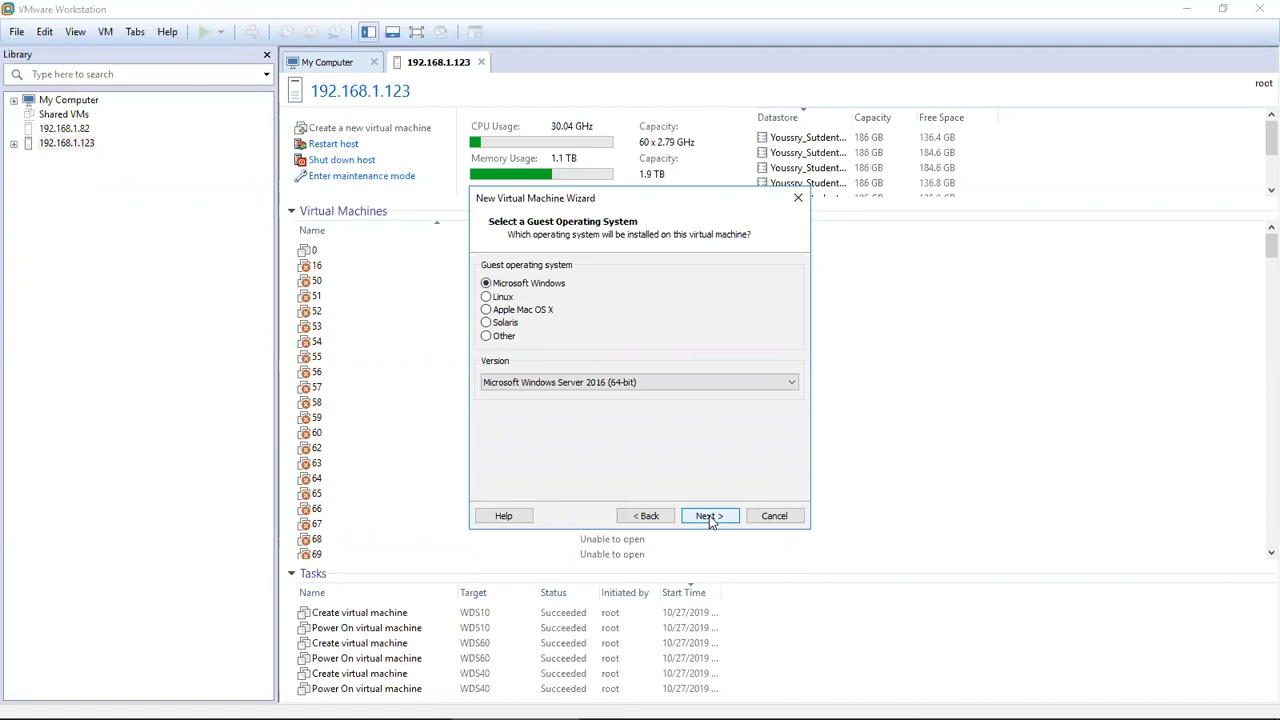 VMware Workstation
File Edit View VM Tabs Help
Library
Type here to search
My Computer
Shared VMs
192.168.1.82
192.168.1.123
My Computer
192.168.1.123
192.168.1.123
root
Create a new virtual machine
Restart host
Shut down host
Enter maintenance mode
CPU Usage: 30.04 GHz
Capacity:
60 x 2.79 GHz
Memory Usage: 1.1 TB
Capacity:
1.9 TB
Datastore Capacity Free Space
Youssry_Sutdent... 186 GB 136.4 GB
Youssry_Student... 186 GB 184.6 GB
Youssry_Student... 186 GB 184.6 GB
Youssry_Student... 186 GB 136.8 GB
Virtual Machines
Name
0
16
50
51
52
53
54
55
56
57
58
59
60
62
63
64
65
66
67
68 Unable to open
69 Unable to open
New Virtual Machine Wizard
Select a Guest Operating System
Which operating system will be installed on this virtual machine?
Guest operating system
Microsoft Windows
Linux
Apple Mac OS X
Solaris
Other
Version
Microsoft Windows Server 2016 (64-bit)
Help < Back Next > Cancel
Tasks
Name Target Status Initiated by Start Time
Create virtual machine WDS10 Succeeded root 10/27/2019 ...
Power On virtual machine WDS10 Succeeded root 10/27/2019 ...
Create virtual machine WDS60 Succeeded root 10/27/2019 ...
Power On virtual machine WDS60 Succeeded root 10/27/2019 ...
Create virtual machine WDS40 Succeeded root 10/27/2019 ...
Power On virtual machine WDS40 Succeeded root 10/27/2019 ...